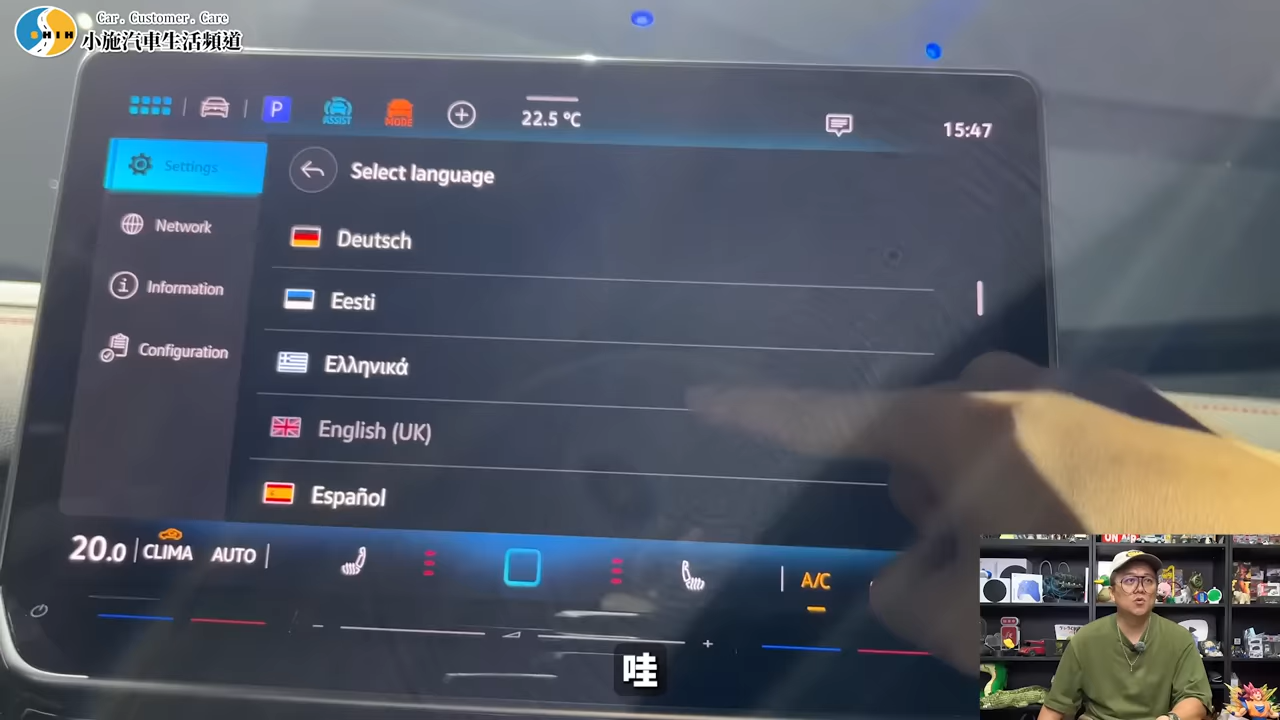 Car. Customer. Care
SHIH
小施汽車生活頻道
P
ASSIST
MODE
22.5 °C
15:47
Settings
Select language
Network
Deutsch
Information
Eesti
Configuration
Ελληνικά
English (UK)
Español
20.0
CLIMA
AUTO
A/C
哇